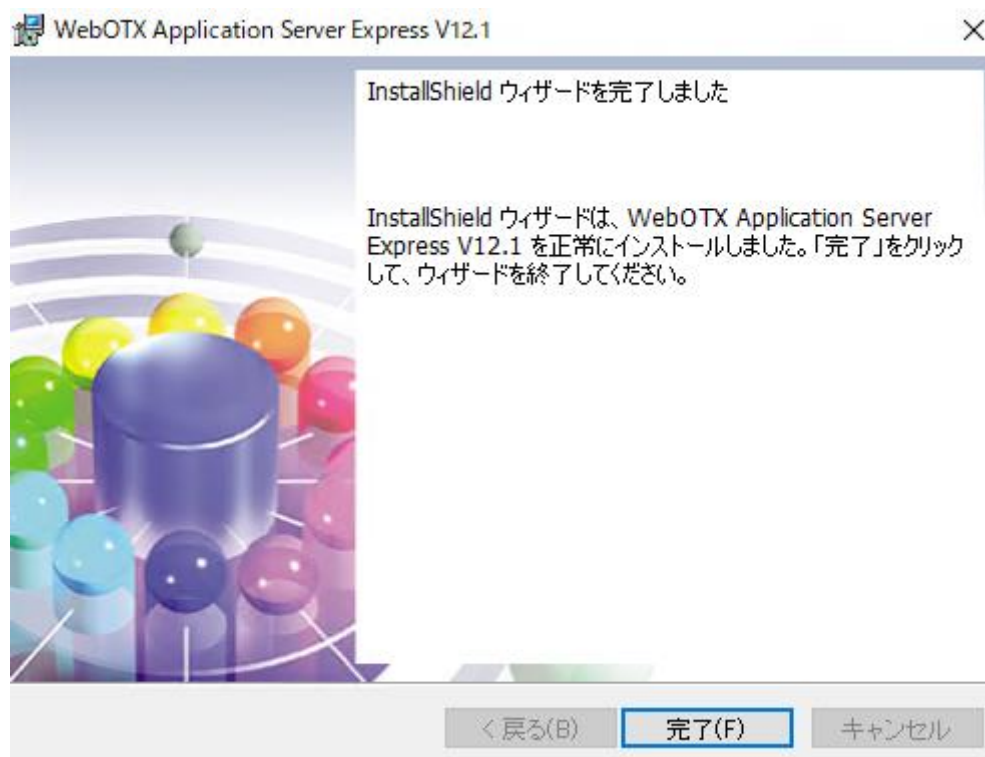 WebOTX Application Server Express V12.1
InstallShield ウィザードを完了しました
InstallShield ウィザードは、WebOTX Application Server
Express V12.1 を正常にインストールしました。「完了」をクリック
して、ウィザードを終了してください。
< 戻る(B)
完了(F)
キャンセル